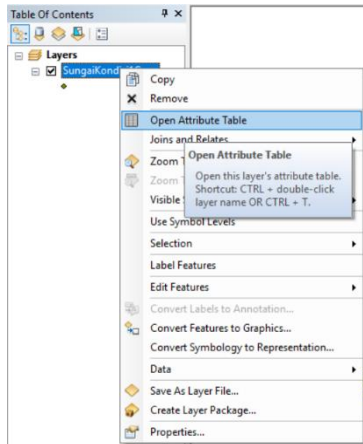 Table Of Contents
Layers
Copy
Remove
Open Attribute Table
Joins and Relates
Open Attribute Table
Open this layer's attribute table.
Shortcut: CTRL + double-click
layer name OR CTRL + T.
Zoom
Zoom
Visible
Use Symbol Levels
Selection
Label Features
Edit Features
Convert Labels to Annotation...
Convert Features to Graphics...
Convert Symbology to Representation...
Data
Save As Layer File...
Create Layer Package...
Properties...